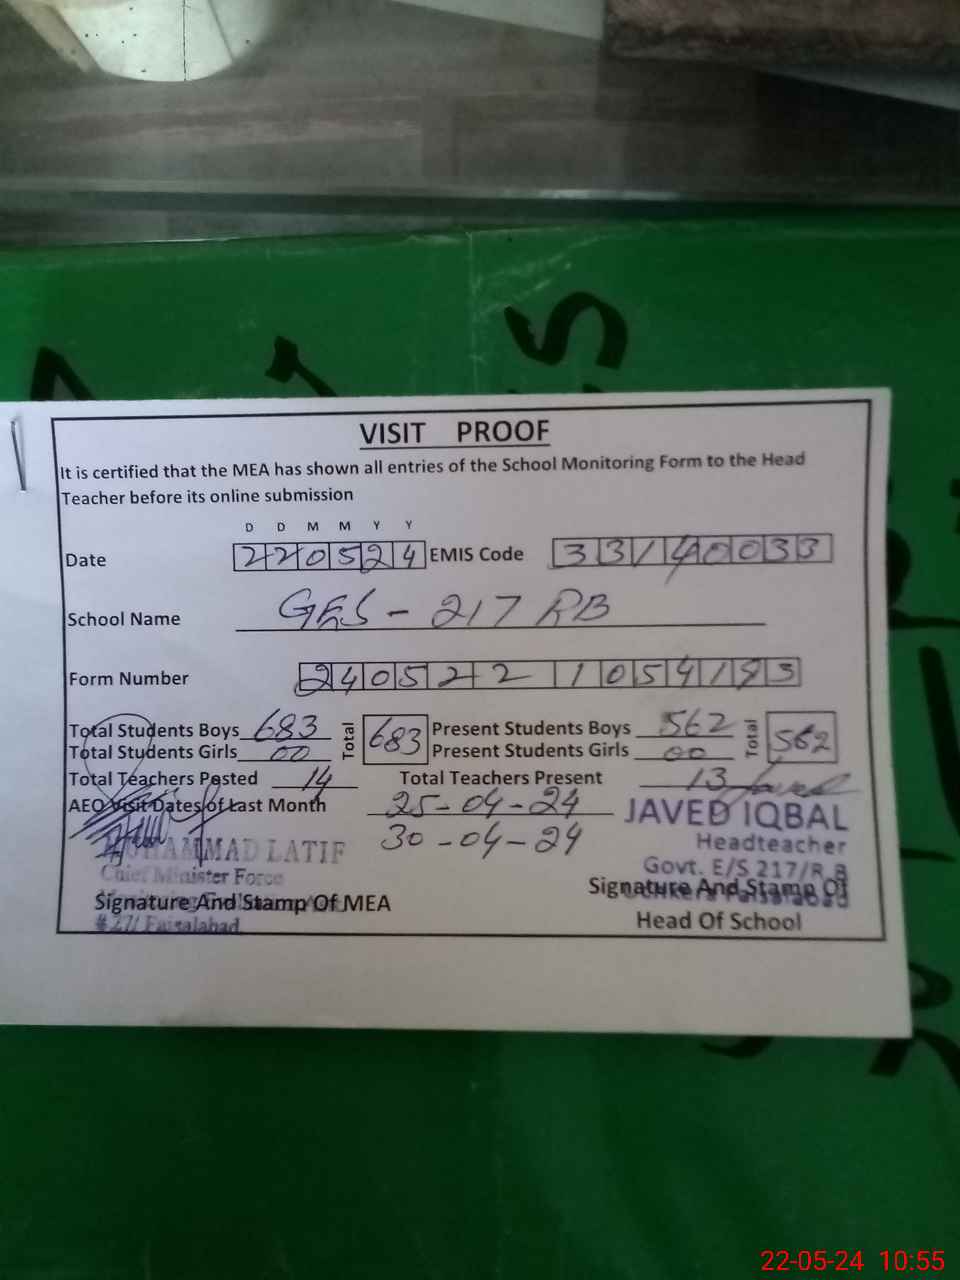 VISIT PROOF
It is certified that the MEA has shown all entries of the School Monitoring Form to the Head
Teacher before its online submission
D D M M Y Y
Date 220524 EMIS Code 33140033
School Name GES - 217 RB
Form Number 240522 1054193
Total Students Boys 683 Total 683 Present Students Boys 562 Total 562
Total Students Girls 00 Present Students Girls 00
Total Teachers Posted 14 Total Teachers Present 13
AEO Visit Dates of Last Month 25-04-24
30-04-24
JAVED IQBAL
Headteacher
Govt. E/S 217/R.B
MUHAMMAD LATIF
Chief Minister Force
Signature And Stamp Of MEA
# 27/ Faisalabad
Signature And Stamp Of
Head Of School
22-05-24 10:55